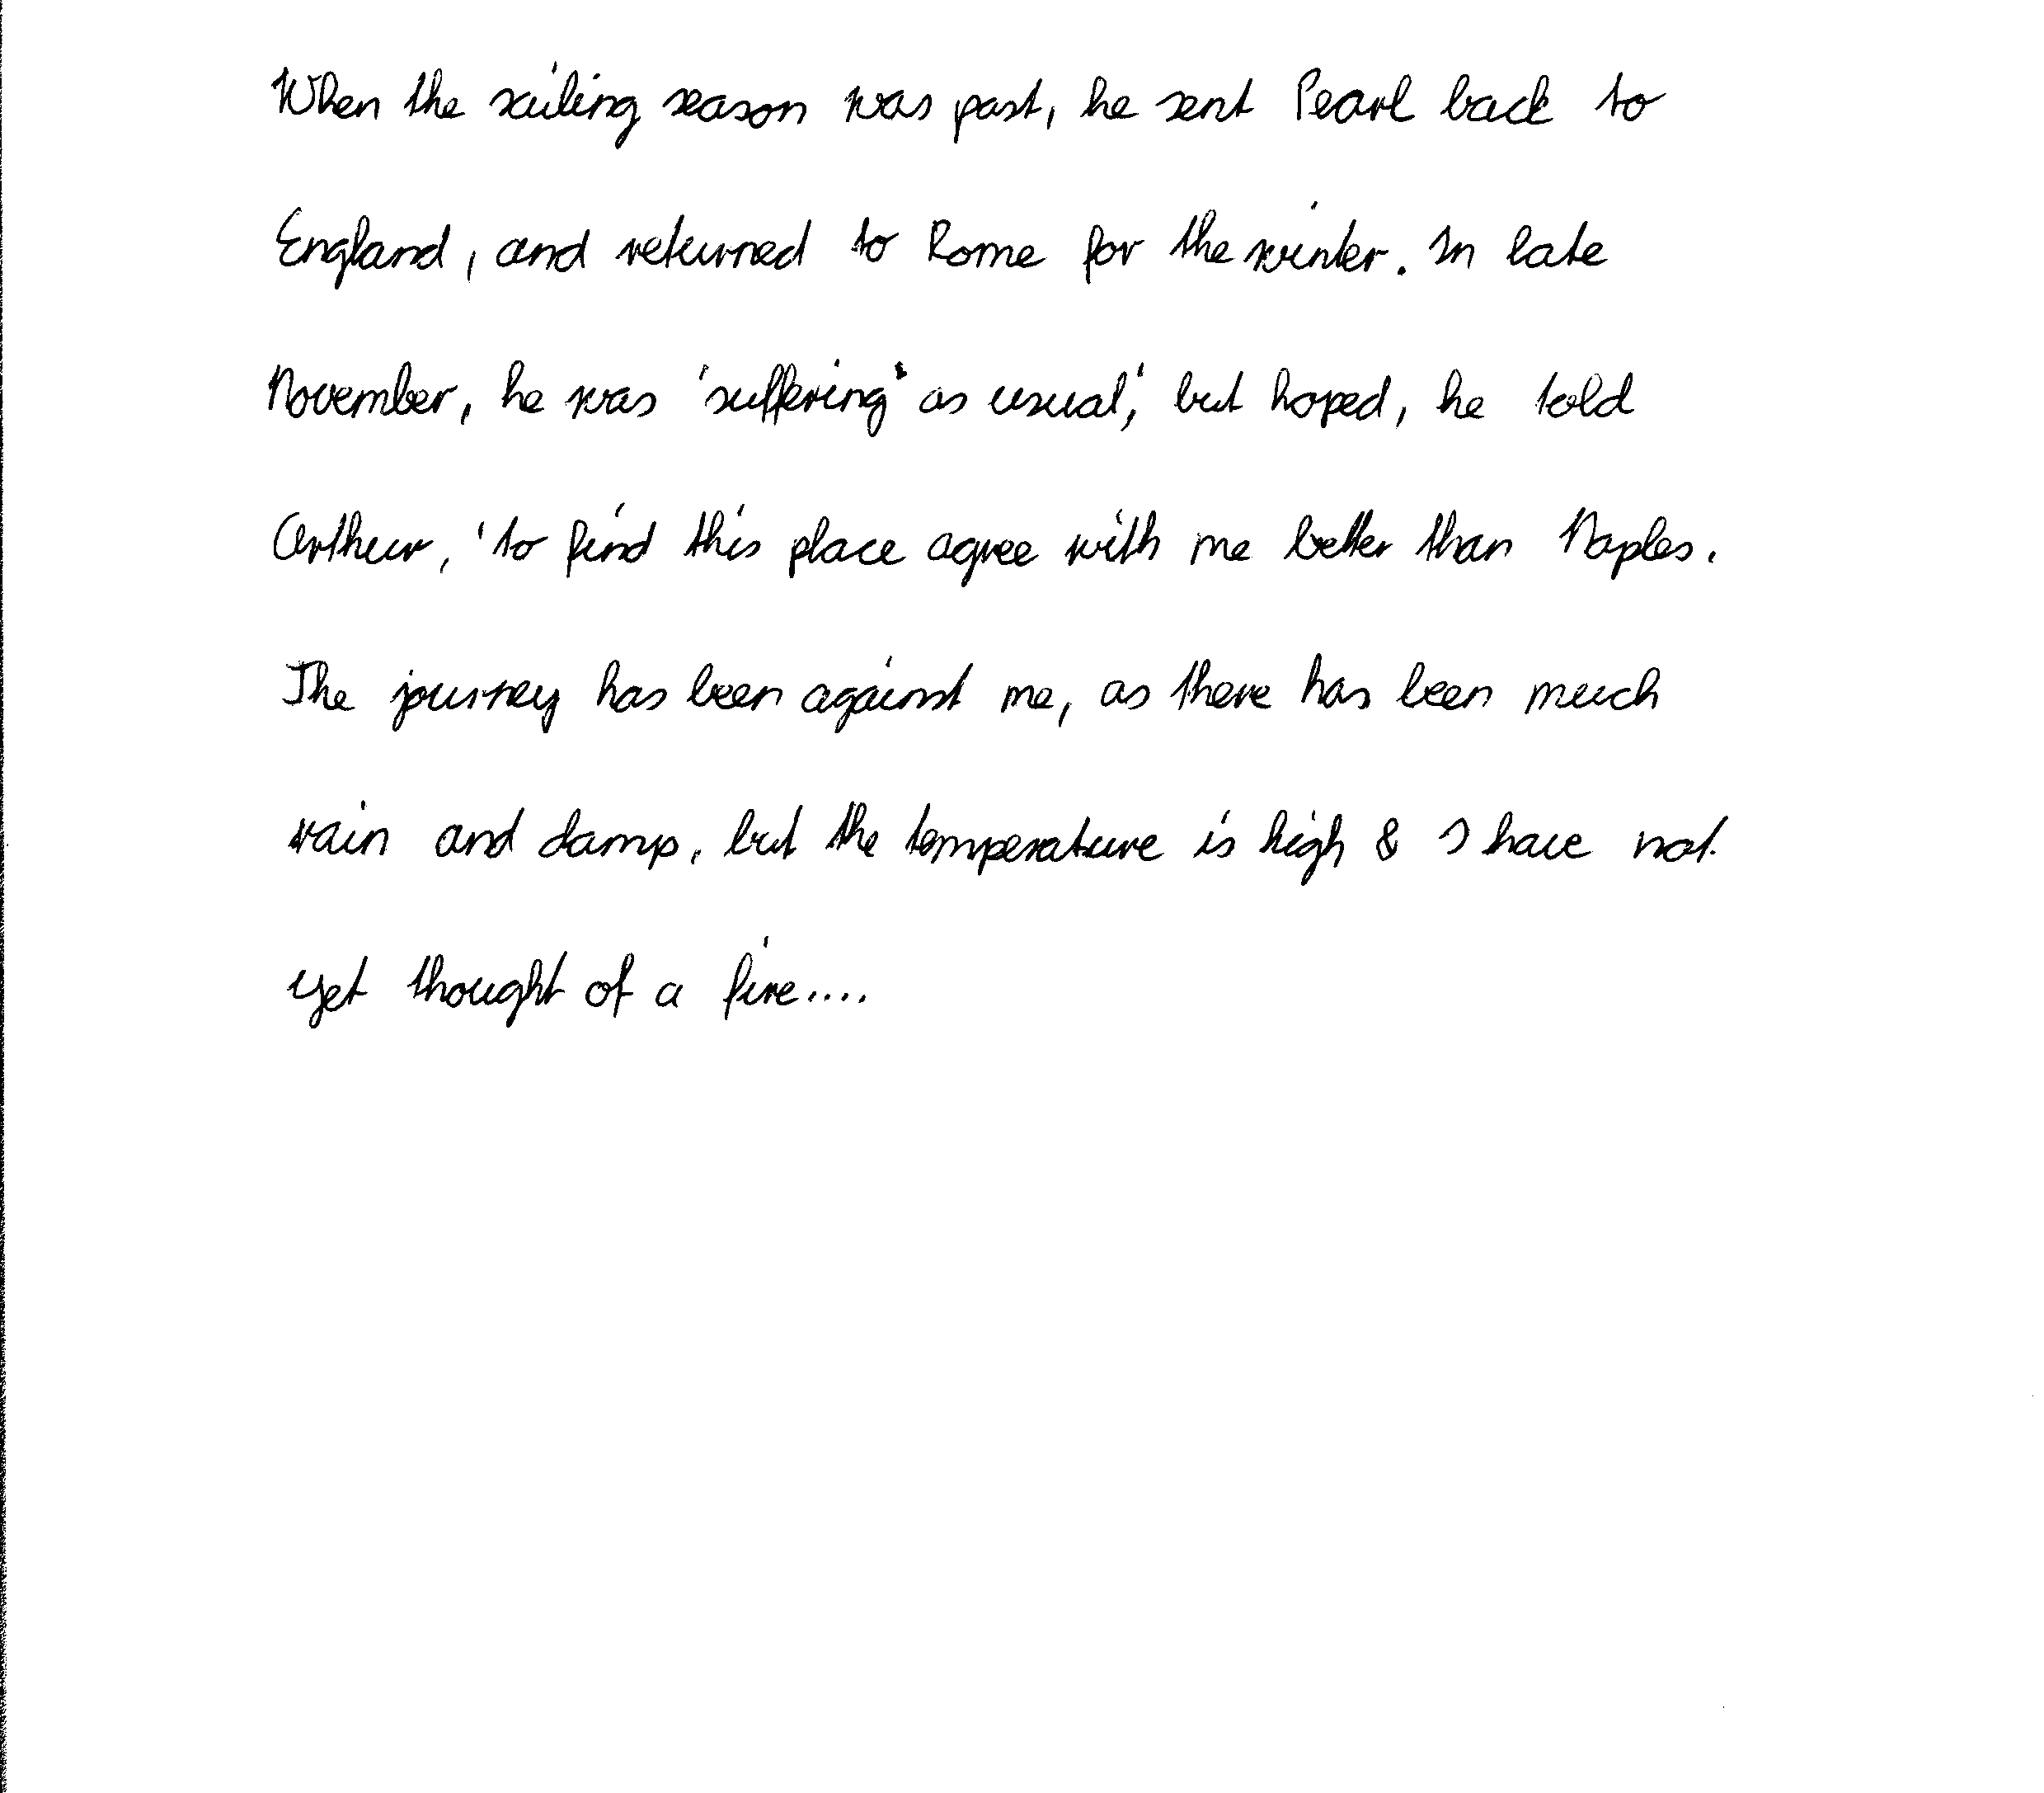 When the sailing season was past, he sent Pearl back to
England, and returned to Rome for the winter. In late
November, he was 'suffering' as usual,' but hoped, he told
Arthur, 'to find this place agree with me better than Naples.
The journey has been against me, as there has been much
rain and damp, but the temperature is high & I have not
yet thought of a fire....